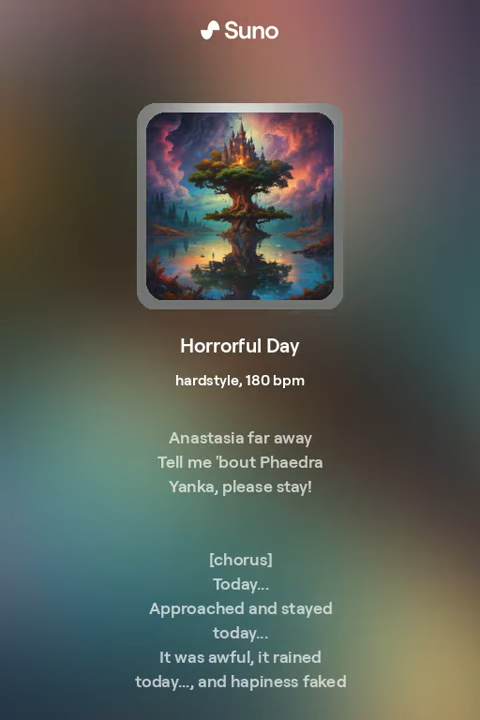 Suno
Horrorful Day
hardstyle, 180 bpm
Anastasia far away
Tell me 'bout Phaedra
Yanka, please stay!
[chorus]
Today...
Approached and stayed
today...
It was awful, it rained
today..., and hapiness faked